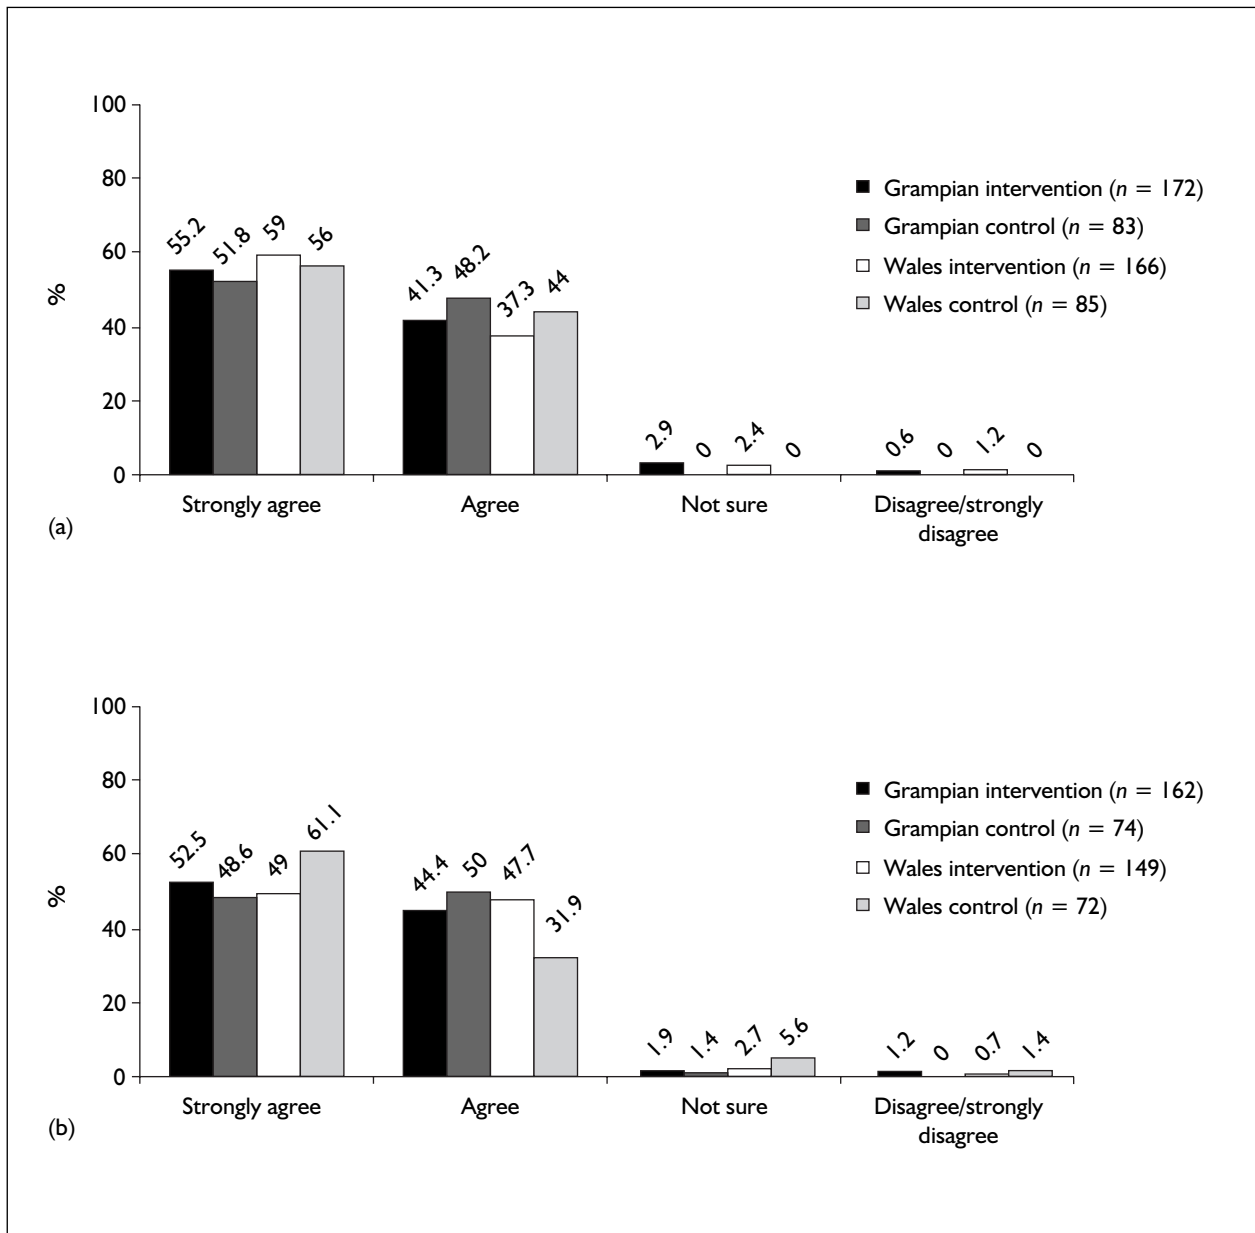 100
80
60
40
20
0
%
55.2
51.8
59
56
41.3
48.2
37.3
44
2.9
0
2.4
0
0.6
0
1.2
0
Strongly agree
Agree
Not sure
Disagree/strongly
disagree
Grampian intervention (n = 172)
Grampian control (n = 83)
Wales intervention (n = 166)
Wales control (n = 85)
(a)
100
80
60
40
20
0
%
52.5
48.6
49
61.1
44.4
50
47.7
31.9
1.9
1.4
2.7
5.6
1.2
0
0.7
1.4
Strongly agree
Agree
Not sure
Disagree/strongly
disagree
Grampian intervention (n = 162)
Grampian control (n = 74)
Wales intervention (n = 149)
Wales control (n = 72)
(b)